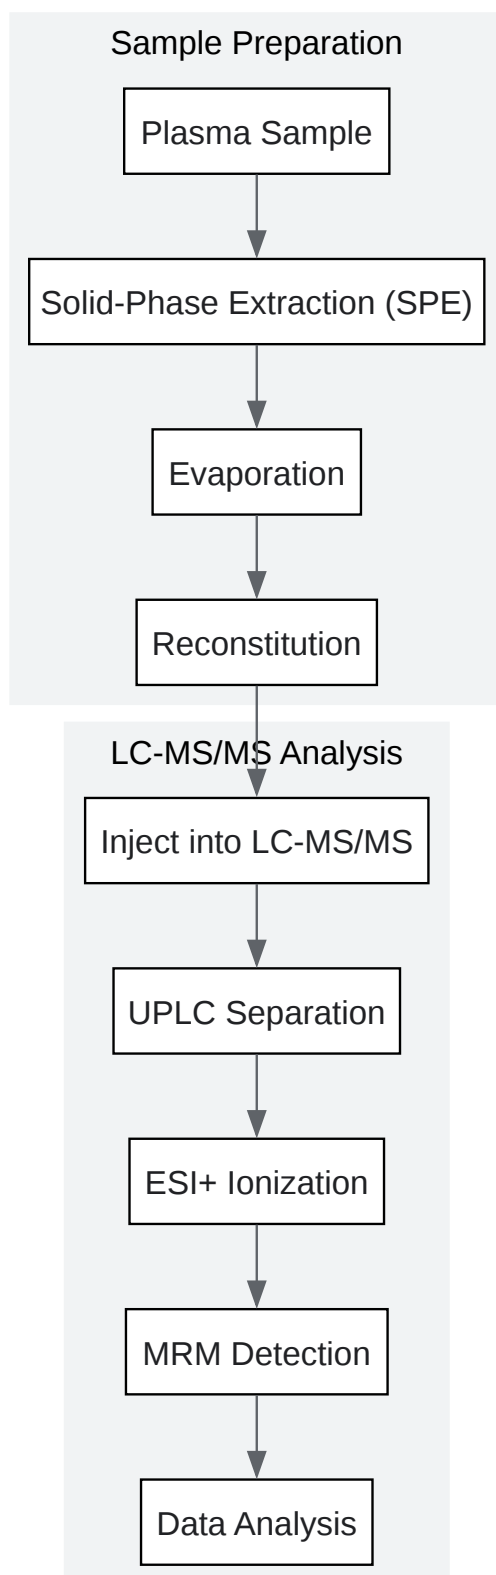 Sample Preparation
Plasma Sample
Solid-Phase Extraction (SPE)
Evaporation
Reconstitution
LC-MS/MS Analysis
Inject into LC-MS/MS
UPLC Separation
ESI+ Ionization
MRM Detection
Data Analysis